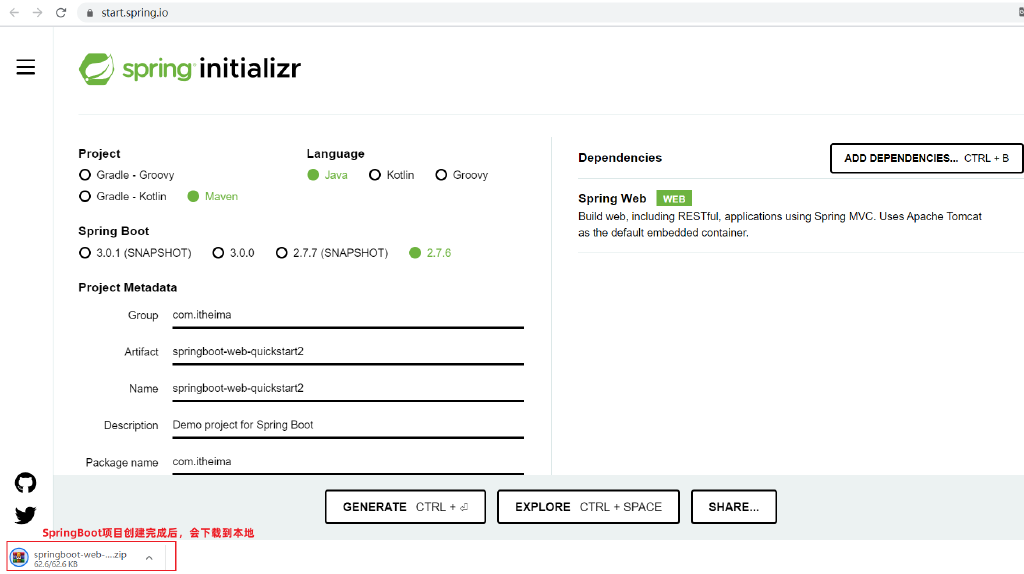 start.spring.io
spring initializr
Project
Gradle - Groovy
Gradle - Kotlin
Maven
Language
Java
Kotlin
Groovy
Spring Boot
3.0.1 (SNAPSHOT)
3.0.0
2.7.7 (SNAPSHOT)
2.7.6
Project Metadata
Group com.itheima
Artifact springboot-web-quickstart2
Name springboot-web-quickstart2
Description Demo project for Spring Boot
Package name com.itheima
Dependencies
ADD DEPENDENCIES... CTRL + B
Spring Web WEB
Build web, including RESTful, applications using Spring MVC. Uses Apache Tomcat
as the default embedded container.
GENERATE CTRL + ⏎
EXPLORE CTRL + SPACE
SHARE...
SpringBoot项目创建完成后，会下载到本地
springboot-web-....zip
62.6/62.6 KB